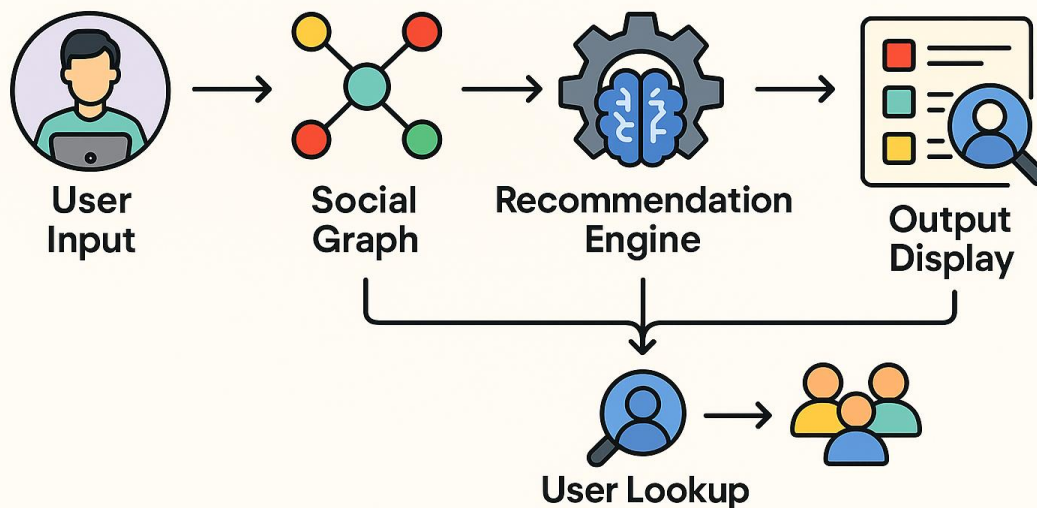 User
Input
Social
Graph
Recommendation
Engine
Output
Display
User Lookup